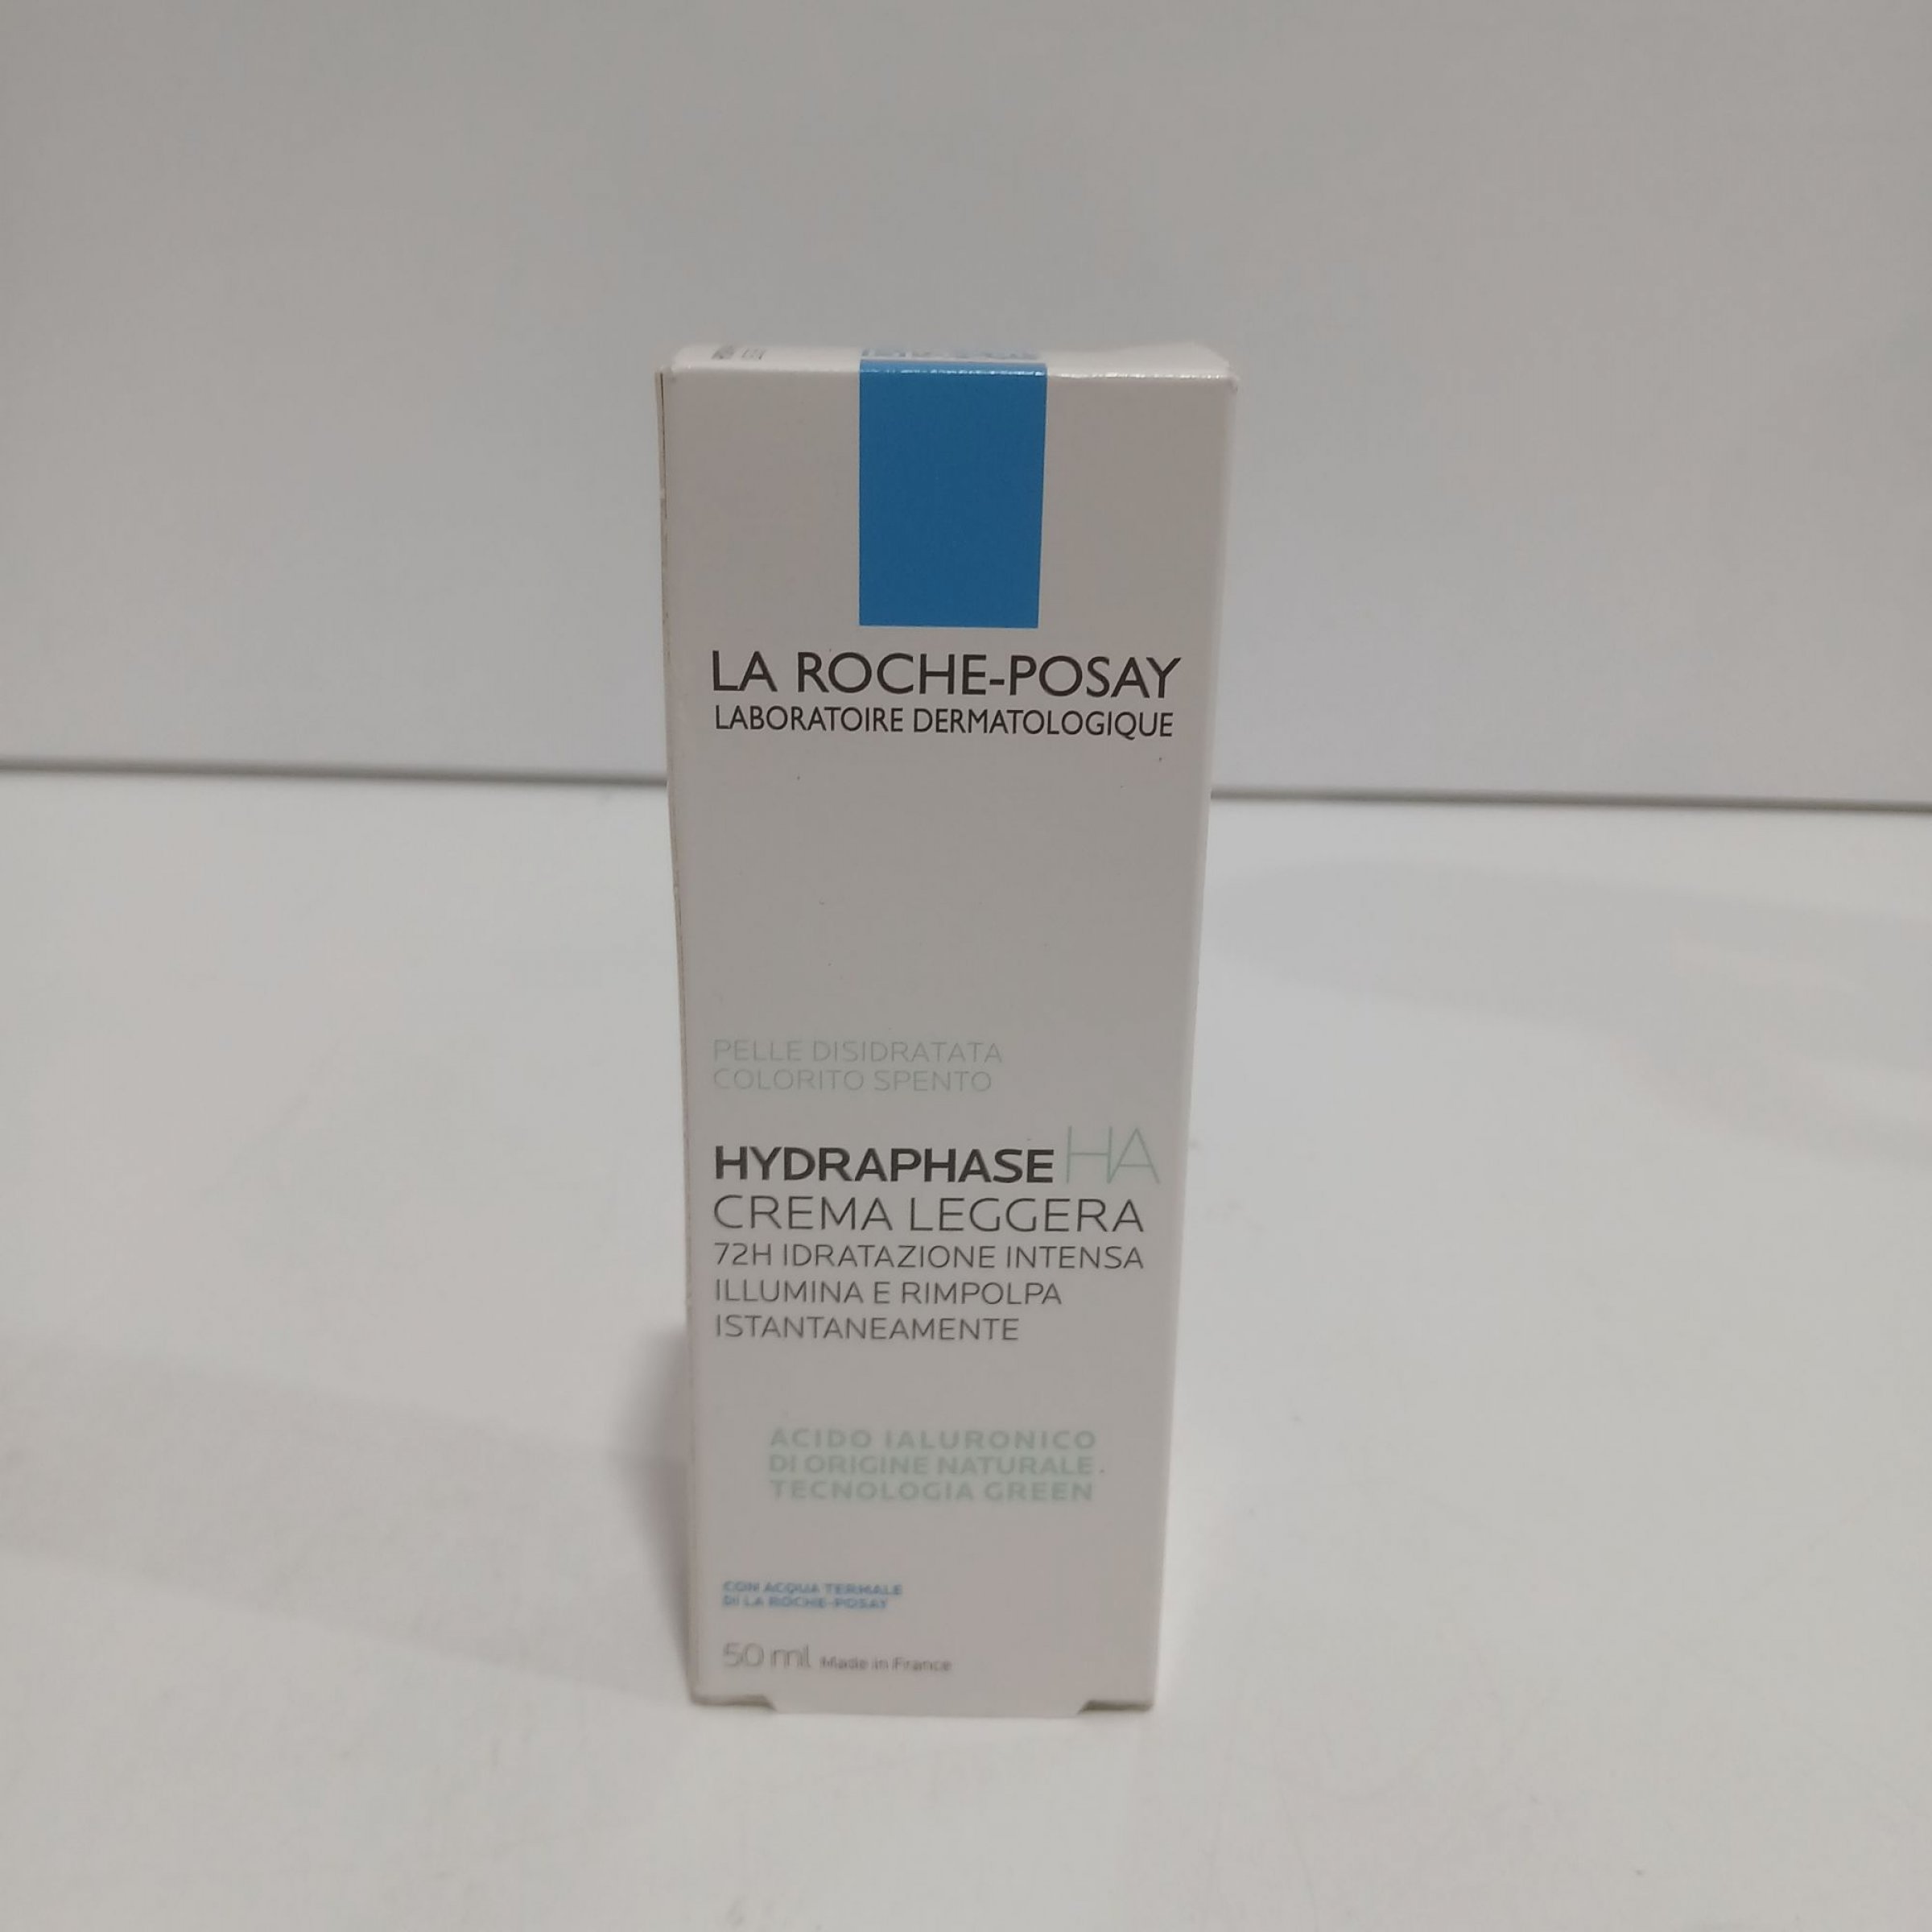 LA ROCHE-POSAY
LABORATOIRE DERMATOLOGIQUE
PELLE DISIDRATATA
COLORITO SPENTO
HYDRAPHASE HA
CREMA LEGGERA
72H IDRATAZIONE INTENSA
ILLUMINA E RIMPOLPA
ISTANTANEAMENTE
ACIDO IALURONICO
DI ORIGINE NATURALE.
TECNOLOGIA GREEN
CON ACQUA TERMALE
DI LA ROCHE-POSAY
50 ml Made in France